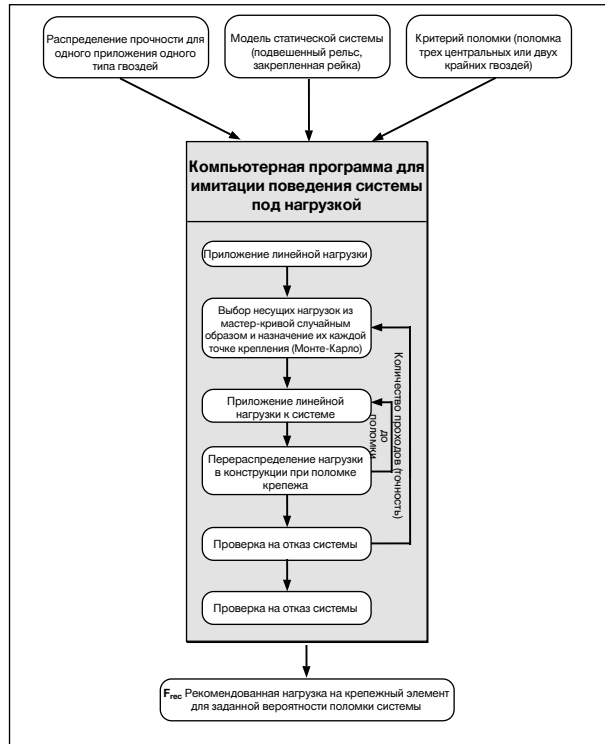 Распределение прочности для
одного приложения одного
типа гвоздей
Модель статической системы
(подвешенный рельс,
закрепленная рейка)
Критерий поломки (поломка
трех центральных или двух
крайних гвоздей)
Компьютерная программа для
имитации поведения системы
под нагрузкой
Приложение линейной нагрузки
Выбор несущих нагрузок из
мастер-кривой случайным
образом и назначение их каждой
точке крепления (Монте-Карло)
Приложение линейной
нагрузки к системе
Перераспределение нагрузки
в конструкции при поломке
крепежа
до
поломки
Количество проходов (точность)
Проверка на отказ системы
Проверка на отказ системы
Frec Рекомендованная нагрузка на крепежный элемент
для заданной вероятности поломки системы